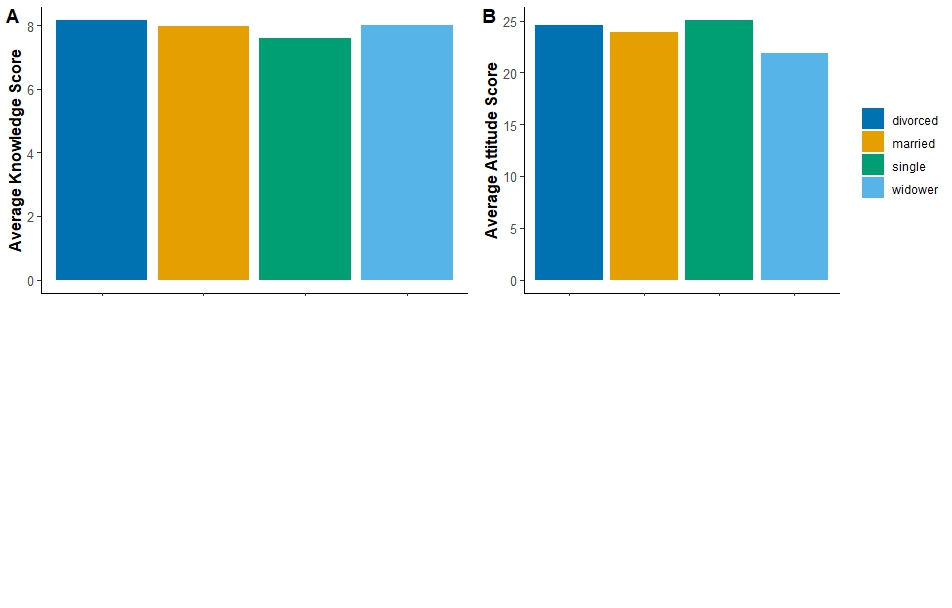 A
Average Knowledge Score
8
6
4
2
0
B
Average Attitude Score
25
20
15
10
5
0
divorced
married
single
widower